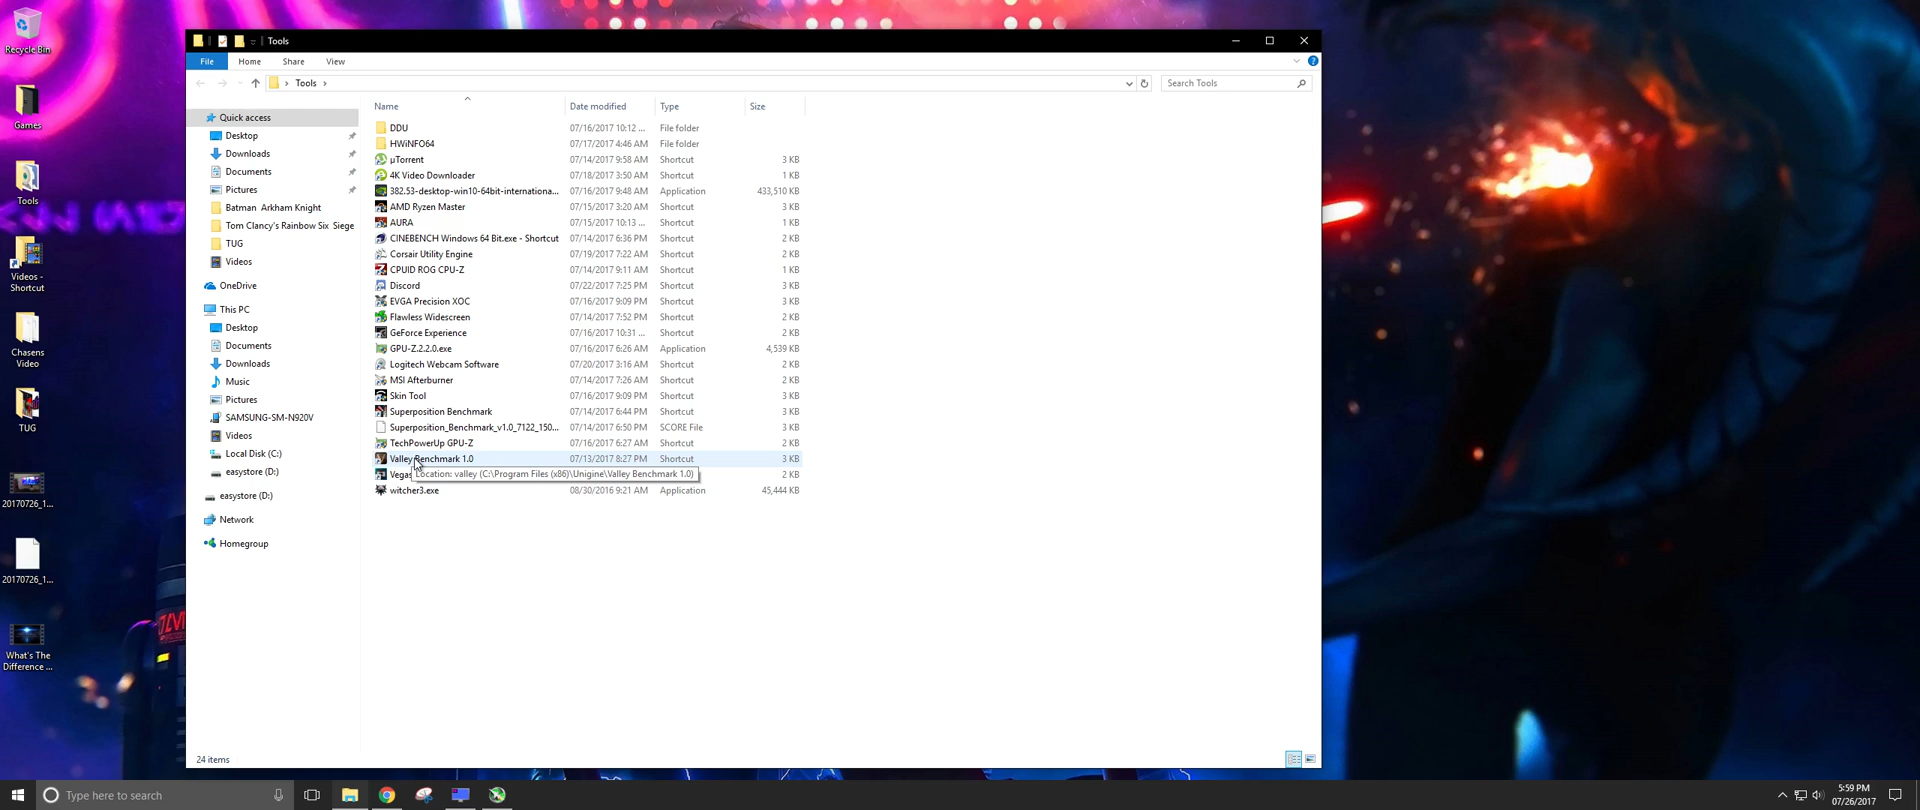 Recycle Bin
Games
Tools
Videos -
Shortcut
Chasens
Video
TUG
20170726_1...
20170726_1...
What's The
Difference ...
Tools
File
Home
Share
View
Tools
Search Tools
Quick access
Desktop
Downloads
Documents
Pictures
Batman Arkham Knight
Tom Clancy's Rainbow Six Siege
TUG
Videos
OneDrive
This PC
Desktop
Documents
Downloads
Music
Pictures
SAMSUNG-SM-N920V
Videos
Local Disk (C:)
easystore (D:)
easystore (D:)
Network
Homegroup
Name Date modified Type Size
DDU 07/16/2017 10:12 ... File folder
HWiNFO64 07/17/2017 4:46 AM File folder
µTorrent 07/14/2017 9:58 AM Shortcut 3 KB
4K Video Downloader 07/18/2017 3:50 AM Shortcut 1 KB
382.53-desktop-win10-64bit-internationa... 07/16/2017 9:48 AM Application 433,510 KB
AMD Ryzen Master 07/15/2017 3:20 AM Shortcut 3 KB
AURA 07/15/2017 10:13 ... Shortcut 1 KB
CINEBENCH Windows 64 Bit.exe - Shortcut 07/14/2017 6:36 PM Shortcut 2 KB
Corsair Utility Engine 07/19/2017 7:22 AM Shortcut 2 KB
CPUID ROG CPU-Z 07/14/2017 9:11 AM Shortcut 1 KB
Discord 07/22/2017 7:25 PM Shortcut 3 KB
EVGA Precision XOC 07/16/2017 9:09 PM Shortcut 3 KB
Flawless Widescreen 07/14/2017 7:52 PM Shortcut 2 KB
GeForce Experience 07/16/2017 10:31 ... Shortcut 2 KB
GPU-Z.2.2.0.exe 07/16/2017 6:26 AM Application 4,539 KB
Logitech Webcam Software 07/20/2017 3:16 AM Shortcut 2 KB
MSI Afterburner 07/14/2017 7:26 AM Shortcut 2 KB
Skin Tool 07/16/2017 9:09 PM Shortcut 3 KB
Superposition Benchmark 07/14/2017 6:44 PM Shortcut 3 KB
Superposition_Benchmark_v1.0_7122_150... 07/14/2017 6:50 PM SCORE File 3 KB
TechPowerUp GPU-Z 07/16/2017 6:27 AM Shortcut 2 KB
Valley Benchmark 1.0 07/13/2017 8:27 PM Shortcut 3 KB
Vegas Location: valley (C:\Program Files (x86)\Unigine\Valley Benchmark 1.0) 2 KB
witcher3.exe 08/30/2016 9:21 AM Application 45,444 KB
24 items
Type here to search
5:59 PM
07/26/2017